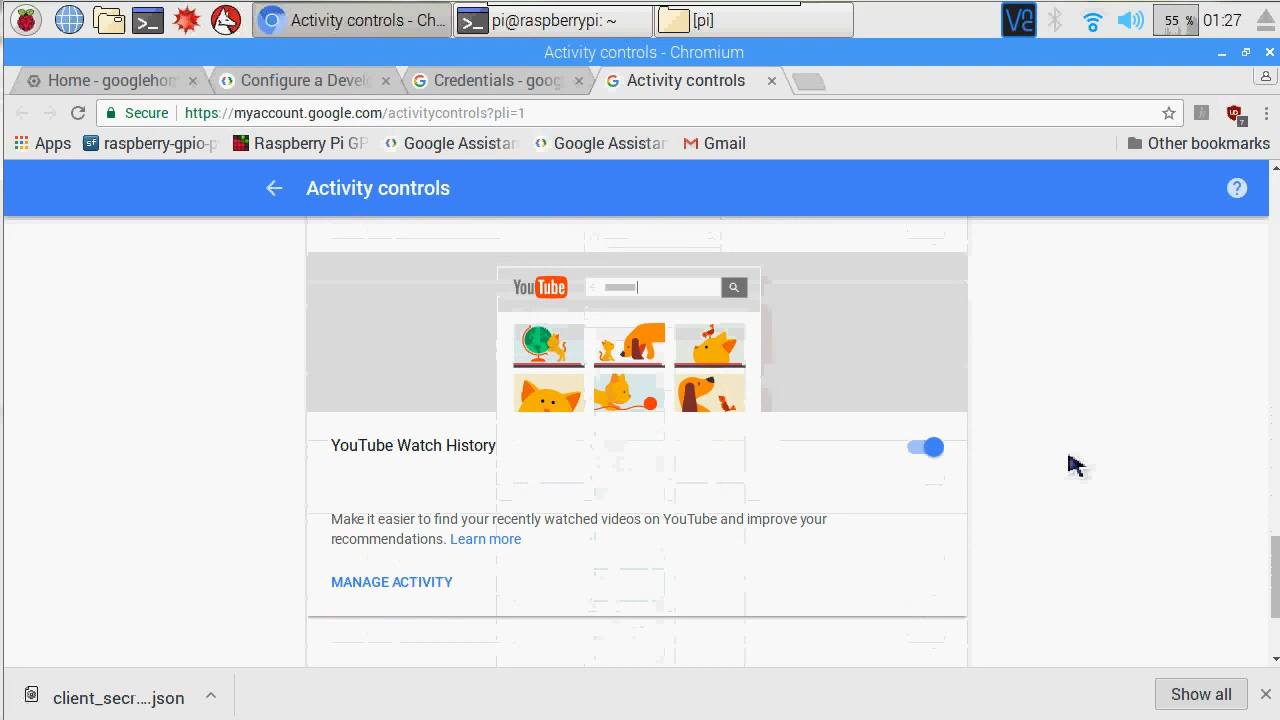 Activity controls - Ch...
pi@raspberrypi: ~
[pi]
55 %
01:27
Activity controls - Chromium
Home - googlehom
Configure a Devel
Credentials - goog
Activity controls
Secure
https://myaccount.google.com/activitycontrols?pli=1
Apps
raspberry-gpio-p
Raspberry Pi GP
Google Assistan
Google Assistan
Gmail
Other bookmarks
Activity controls
YouTube
YouTube Watch History
Make it easier to find your recently watched videos on YouTube and improve your
recommendations. Learn more
MANAGE ACTIVITY
client_secr....json
Show all